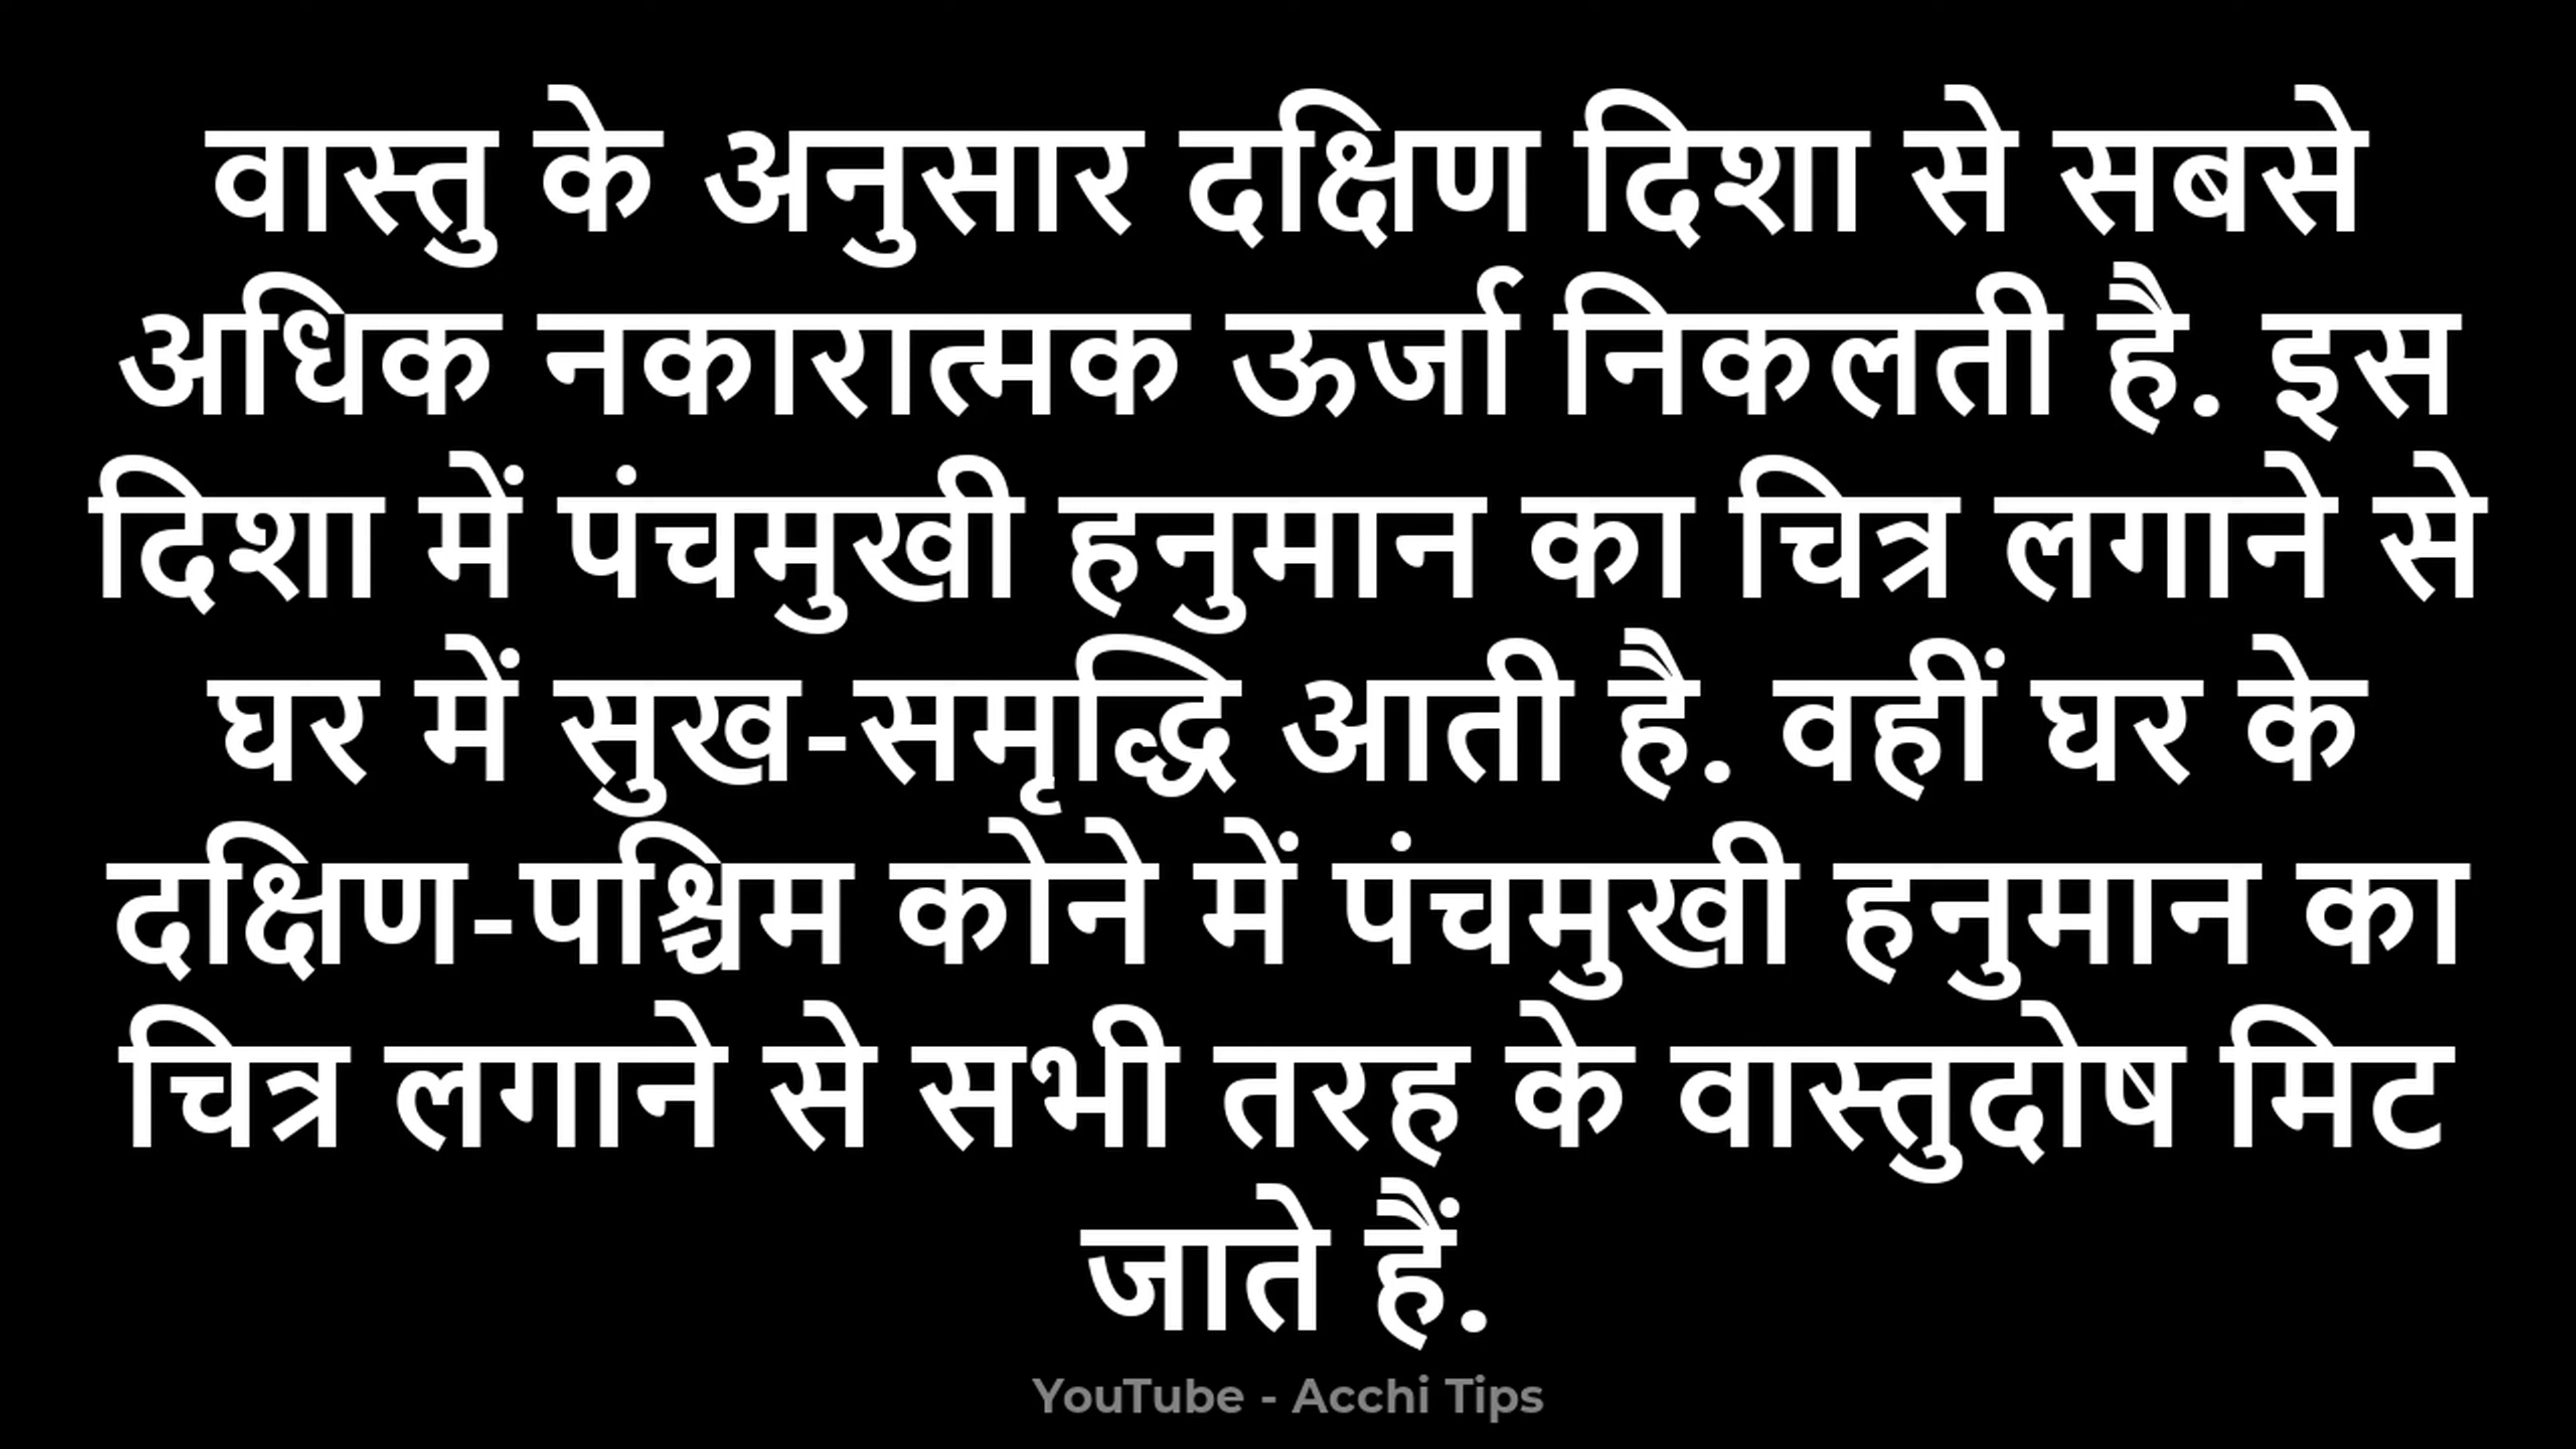 वास्तु के अनुसार दक्षिण दिशा से सबसे
अधिक नकारात्मक ऊर्जा निकलती है. इस
दिशा में पंचमुखी हनुमान का चित्र लगाने से
घर में सुख-समृद्धि आती है. वहीं घर के
दक्षिण-पश्चिम कोने में पंचमुखी हनुमान का
चित्र लगाने से सभी तरह के वास्तुदोष मिट
जाते हैं.
YouTube - Acchi Tips